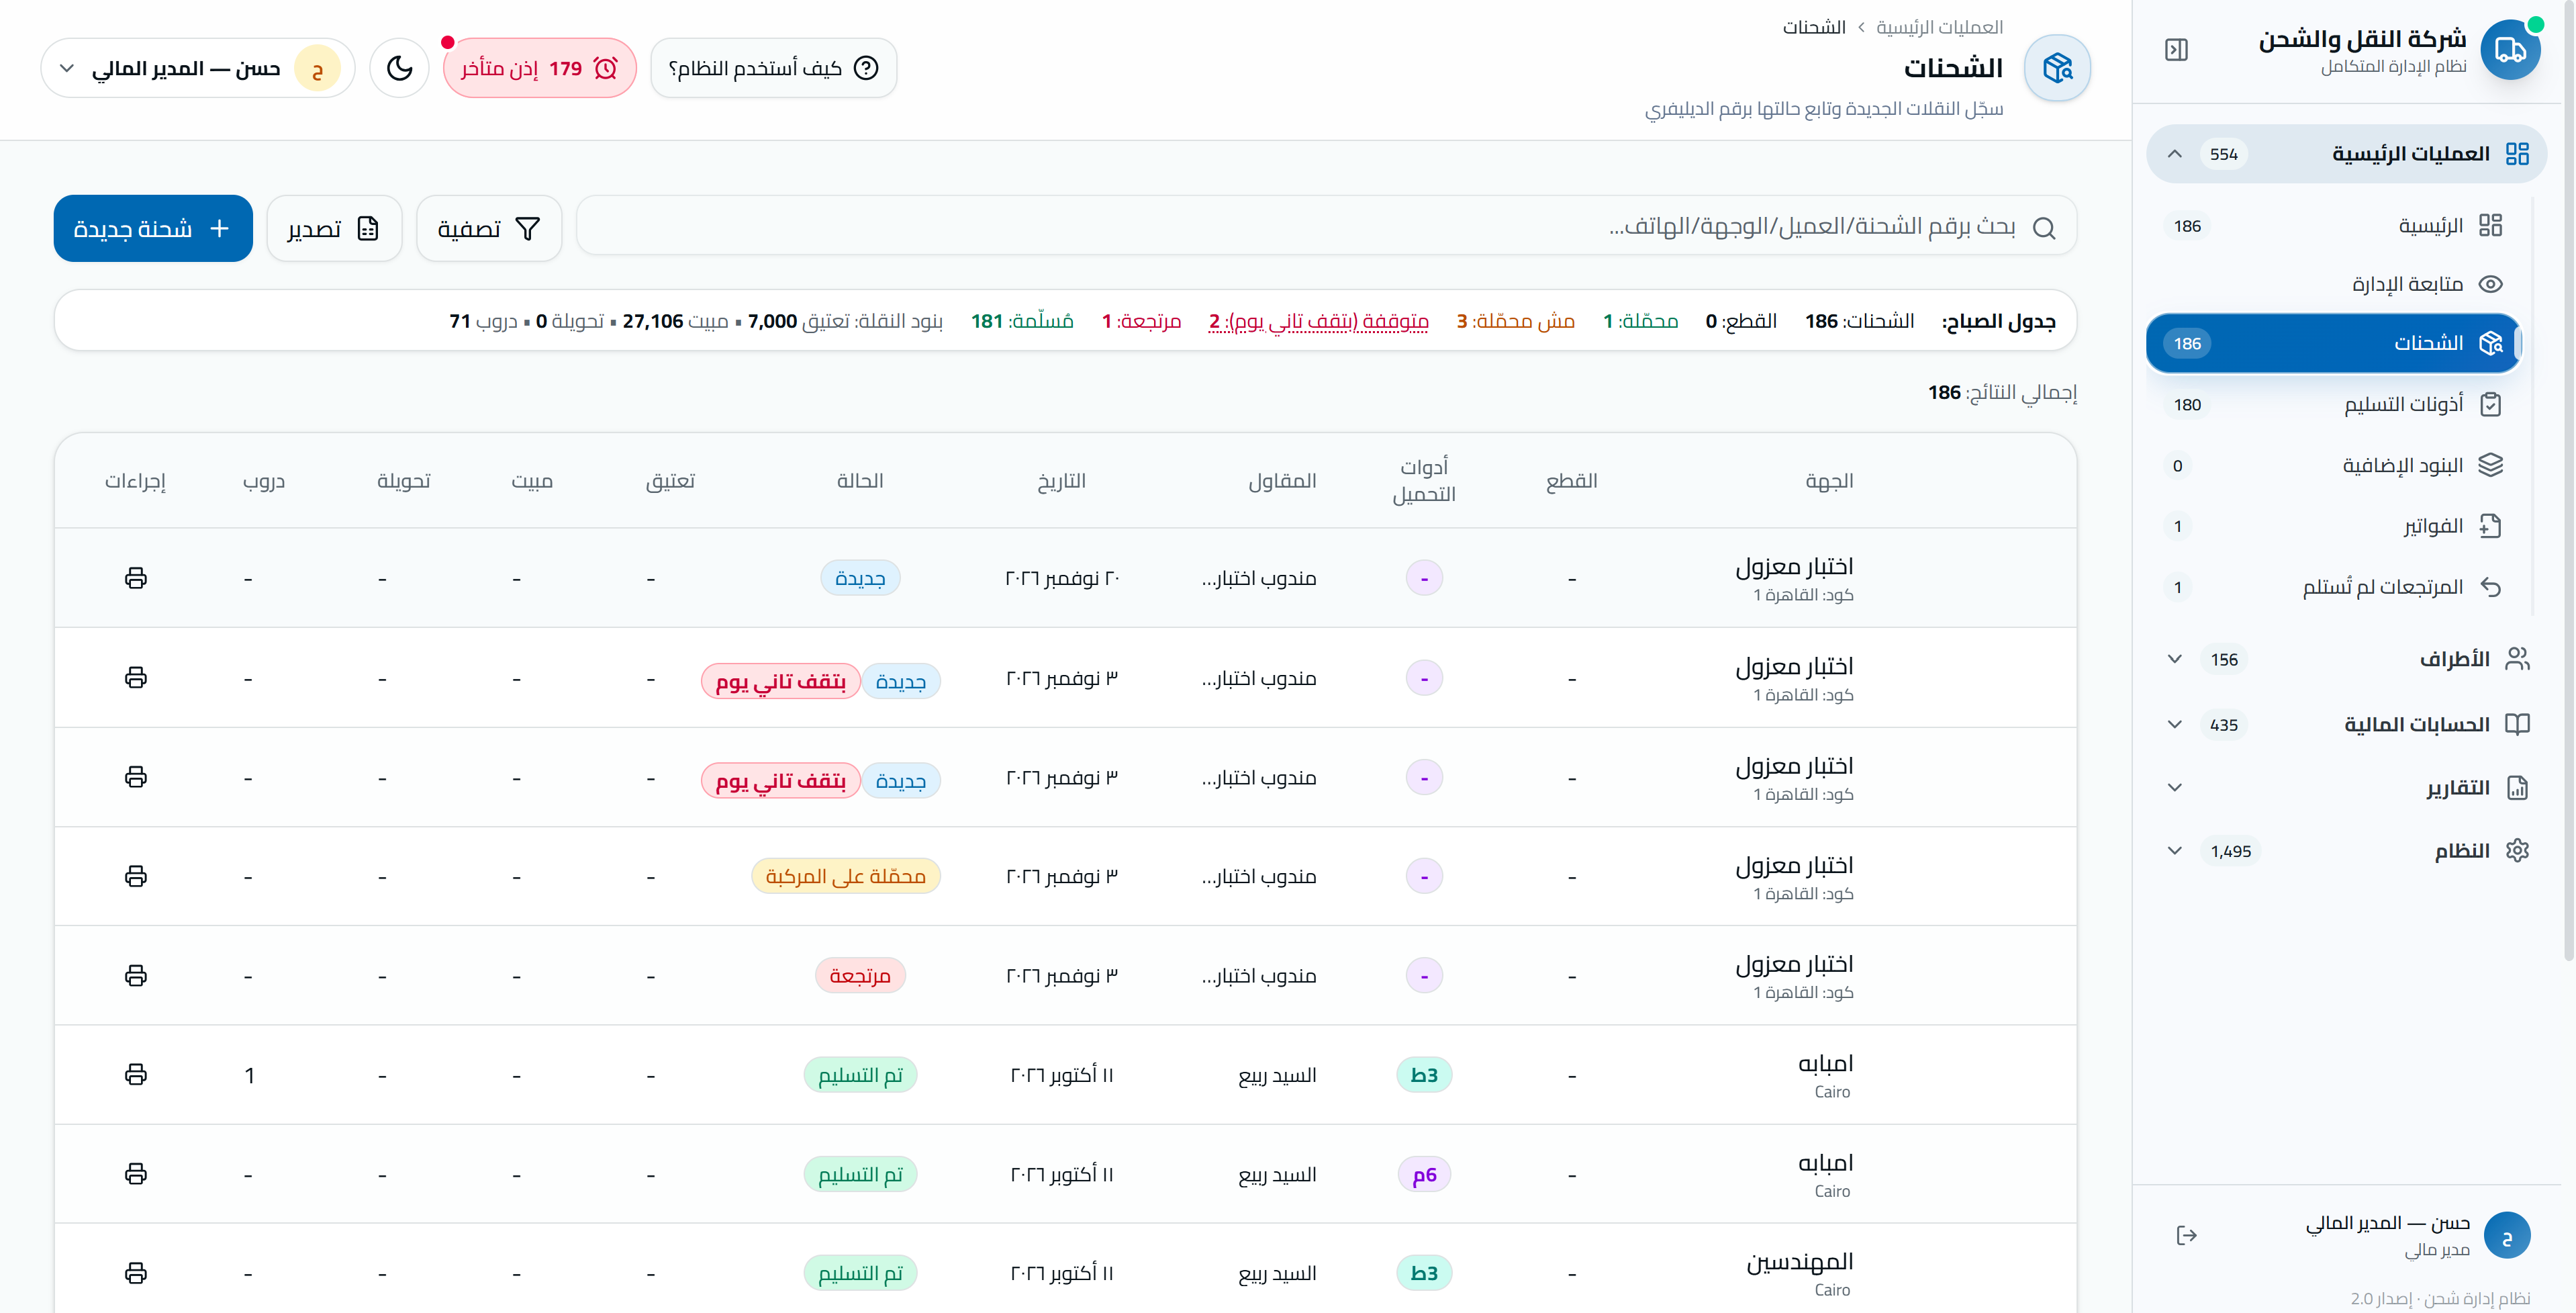 شركة النقل والشحن
نظام الإدارة المتكامل
العمليات الرئيسية 554
الرئيسية 186
متابعة الإدارة
الشحنات 186
أذونات التسليم 180
البنود الإضافية 0
الفواتير 1
المرتجعات لم تُستلم 1
الأطراف 156
الحسابات المالية 435
التقارير
النظام 1,495
ح
حسن — المدير المالي
مدير مالي
نظام إدارة شحن · إصدار 2.0
العمليات الرئيسية › الشحنات
الشحنات
سجّل النقلات الجديدة وتابع حالتها برقم الديليفري
كيف أستخدم النظام؟
179 إذن متأخر
ح حسن — المدير المالي
بحث برقم الشحنة/العميل/الوجهة/الهاتف...
تصفية
تصدير
شحنة جديدة
جدول الصباح: الشحنات: 186 القطع: 0 محمّلة: 1 مش محمّلة: 3 متوقفة (بتقف تاني يوم): 2 مرتجعة: 1 مُسلّمة: 181 بنود النقلة: تعتيق 7,000 ▪ مبيت 27,106 ▪ تحويلة 0 ▪ دروب 71
إجمالي النتائج: 186
الجهة القطع أدوات التحميل المقاول التاريخ الحالة تعتيق مبيت تحويلة دروب إجراءات
اختبار معزول - - مندوب اختبار... ٢٠ نوفمبر ٢٠٢٦ جديدة - - - -
كود: القاهرة 1
اختبار معزول - - مندوب اختبار... ٣ نوفمبر ٢٠٢٦ جديدة بتقف تاني يوم - - - -
كود: القاهرة 1
اختبار معزول - - مندوب اختبار... ٣ نوفمبر ٢٠٢٦ جديدة بتقف تاني يوم - - - -
كود: القاهرة 1
اختبار معزول - - مندوب اختبار... ٣ نوفمبر ٢٠٢٦ محمّلة على المركبة - - - -
كود: القاهرة 1
اختبار معزول - - مندوب اختبار... ٣ نوفمبر ٢٠٢٦ مرتجعة - - - -
كود: القاهرة 1
امبابه - 3ط السيد ربيع ١١ أكتوبر ٢٠٢٦ تم التسليم - - - 1
Cairo
امبابه - 6م السيد ربيع ١١ أكتوبر ٢٠٢٦ تم التسليم - - - -
Cairo
المهندسين - 3ط السيد ربيع ١١ أكتوبر ٢٠٢٦ تم التسليم - - - -
Cairo